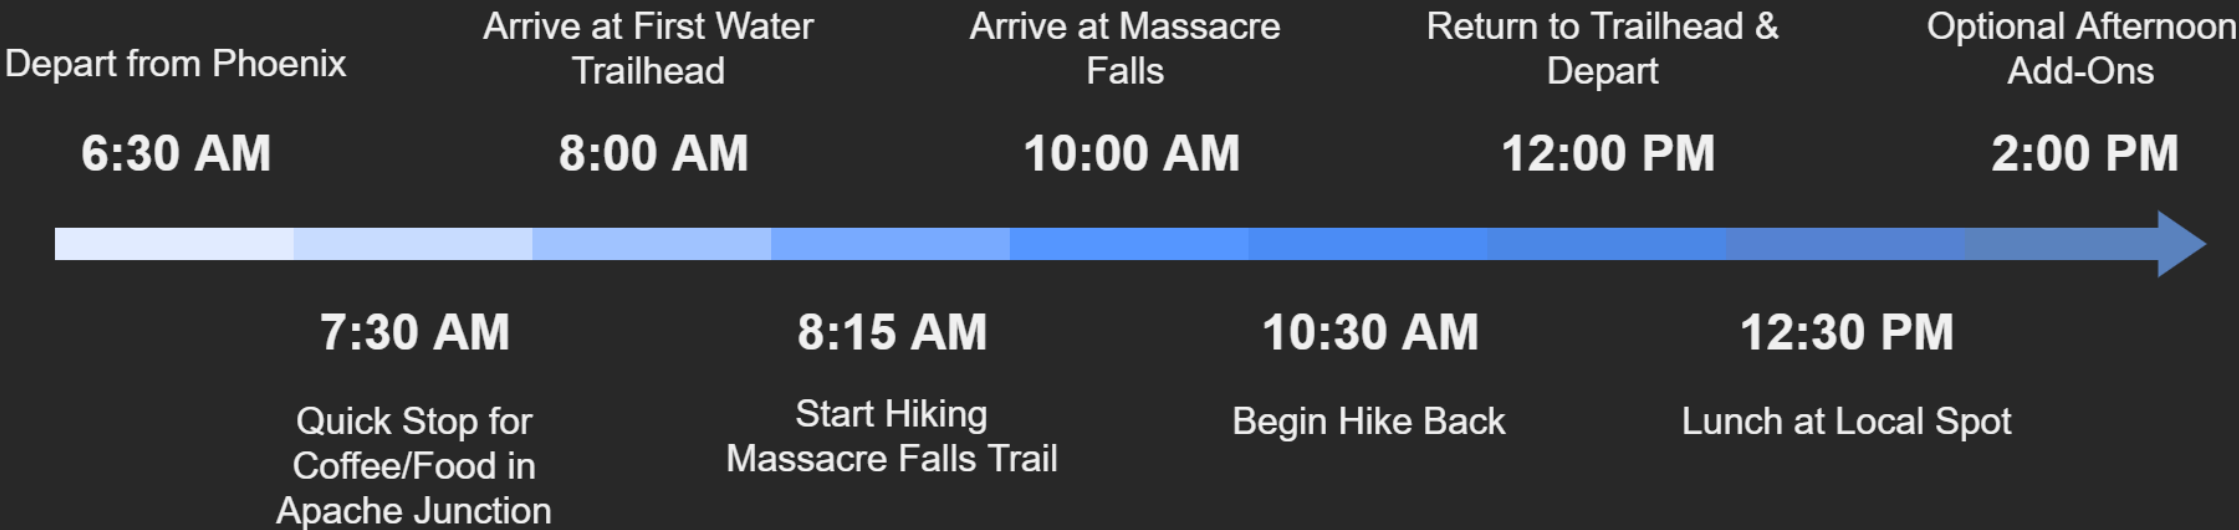 Depart from Phoenix
6:30 AM
Quick Stop for
Coffee/Food in
Apache Junction
7:30 AM
Arrive at First Water
Trailhead
8:00 AM
8:15 AM
Start Hiking
Massacre Falls Trail
Arrive at Massacre
Falls
10:00 AM
10:30 AM
Begin Hike Back
Return to Trailhead &
Depart
12:00 PM
12:30 PM
Lunch at Local Spot
Optional Afternoon
Add-Ons
2:00 PM